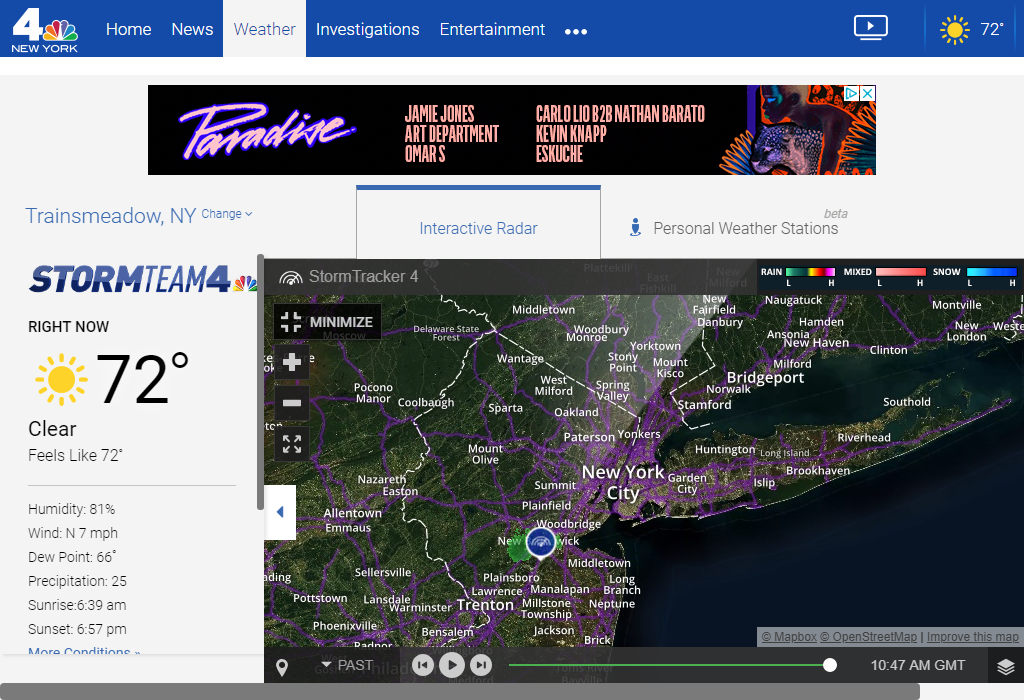 4
NEW YORK
Home
News
Weather
Investigations
Entertainment
72°
Paradise
JAMIE JONES
ART DEPARTMENT
OMAR S
CARLO LIO B2B NATHAN BARATO
KEVIN KNAPP
ESKUCHE
Trainsmeadow, NY Change
Interactive Radar
beta
Personal Weather Stations
STORMTEAM4
RIGHT NOW
72°
Clear
Feels Like 72°
Humidity: 81%
Wind: N 7 mph
Dew Point: 66°
Precipitation: 25
Sunrise:6:39 am
Sunset: 6:57 pm
More Conditions »
StormTracker 4
RAIN
L H
MIXED
L H
SNOW
L H
MINIMIZE
Plattekill
East
Fishkill
New
Milford
Moscow
Delaware State
Forest
Middletown
Woodbury
Monroe
New
Fairfield
Danbury
Naugatuck
Hamden
Ansonia
New Haven
Milford
Montville
New
London
Clinton
Wantage
Yorktown
Stony
Point
Mount
Kisco
Bridgeport
Norwalk
Stamford
Southold
Pocono
Manor
Coolbaugh
West
Milford
Spring
Valley
Sparta
Oakland
Paterson
Yonkers
Riverhead
Huntington
Long Island
Brookhaven
Mount
Olive
New York
City
Garden
City
Islip
Nazareth
Easton
Summit
Plainfield
Allentown
Emmaus
Woodbridge
Middletown
Sellersville
Plainsboro
Lawrence
Manalapan
Long
Branch
Pottstown
Lansdale
Warminster
Trenton
Millstone
Township
Neptune
Phoenixville
Bensalem
Jackson
Brick
© Mapbox © OpenStreetMap | Improve this map
PAST
10:47 AM GMT